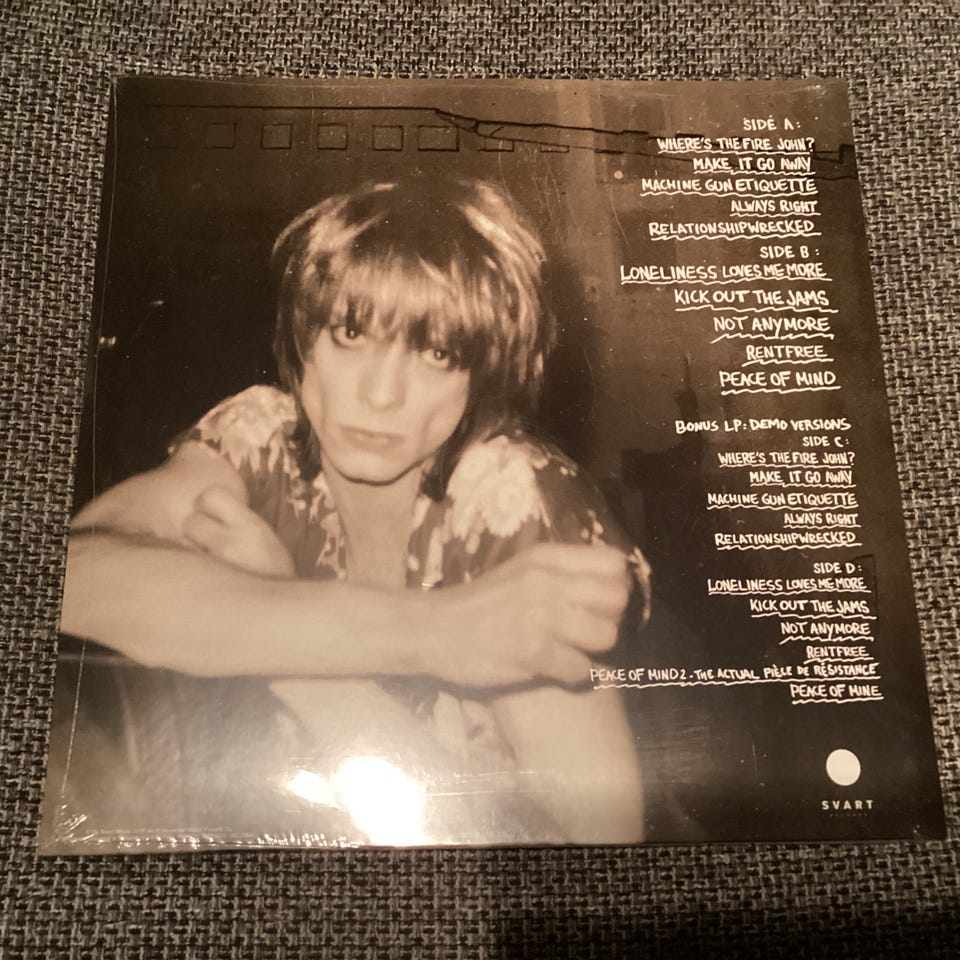 SIDE A:
WHERE'S THE FIRE JOHN?
MAKE IT GO AWAY
MACHINE GUN ETIQUETTE
ALWAYS RIGHT
RELATIONSHIPWRECKED
SIDE B:
LONELINESS LOVES ME MORE
KICK OUT THE JAMS
NOT ANYMORE
RENTFREE
PEACE OF MIND
BONUS LP: DEMO VERSIONS
SIDE C:
WHERE'S THE FIRE JOHN?
MAKE IT GO AWAY
MACHINE GUN ETIQUETTE
ALWAYS RIGHT
RELATIONSHIPWRECKED
SIDE D:
LONELINESS LOVES ME MORE
KICK OUT THE JAMS
NOT ANYMORE
RENTFREE
PEACE OF MIND 2 - THE ACTUAL PIÈCE DE RÉSISTANCE
PEACE OF MINE
SVART